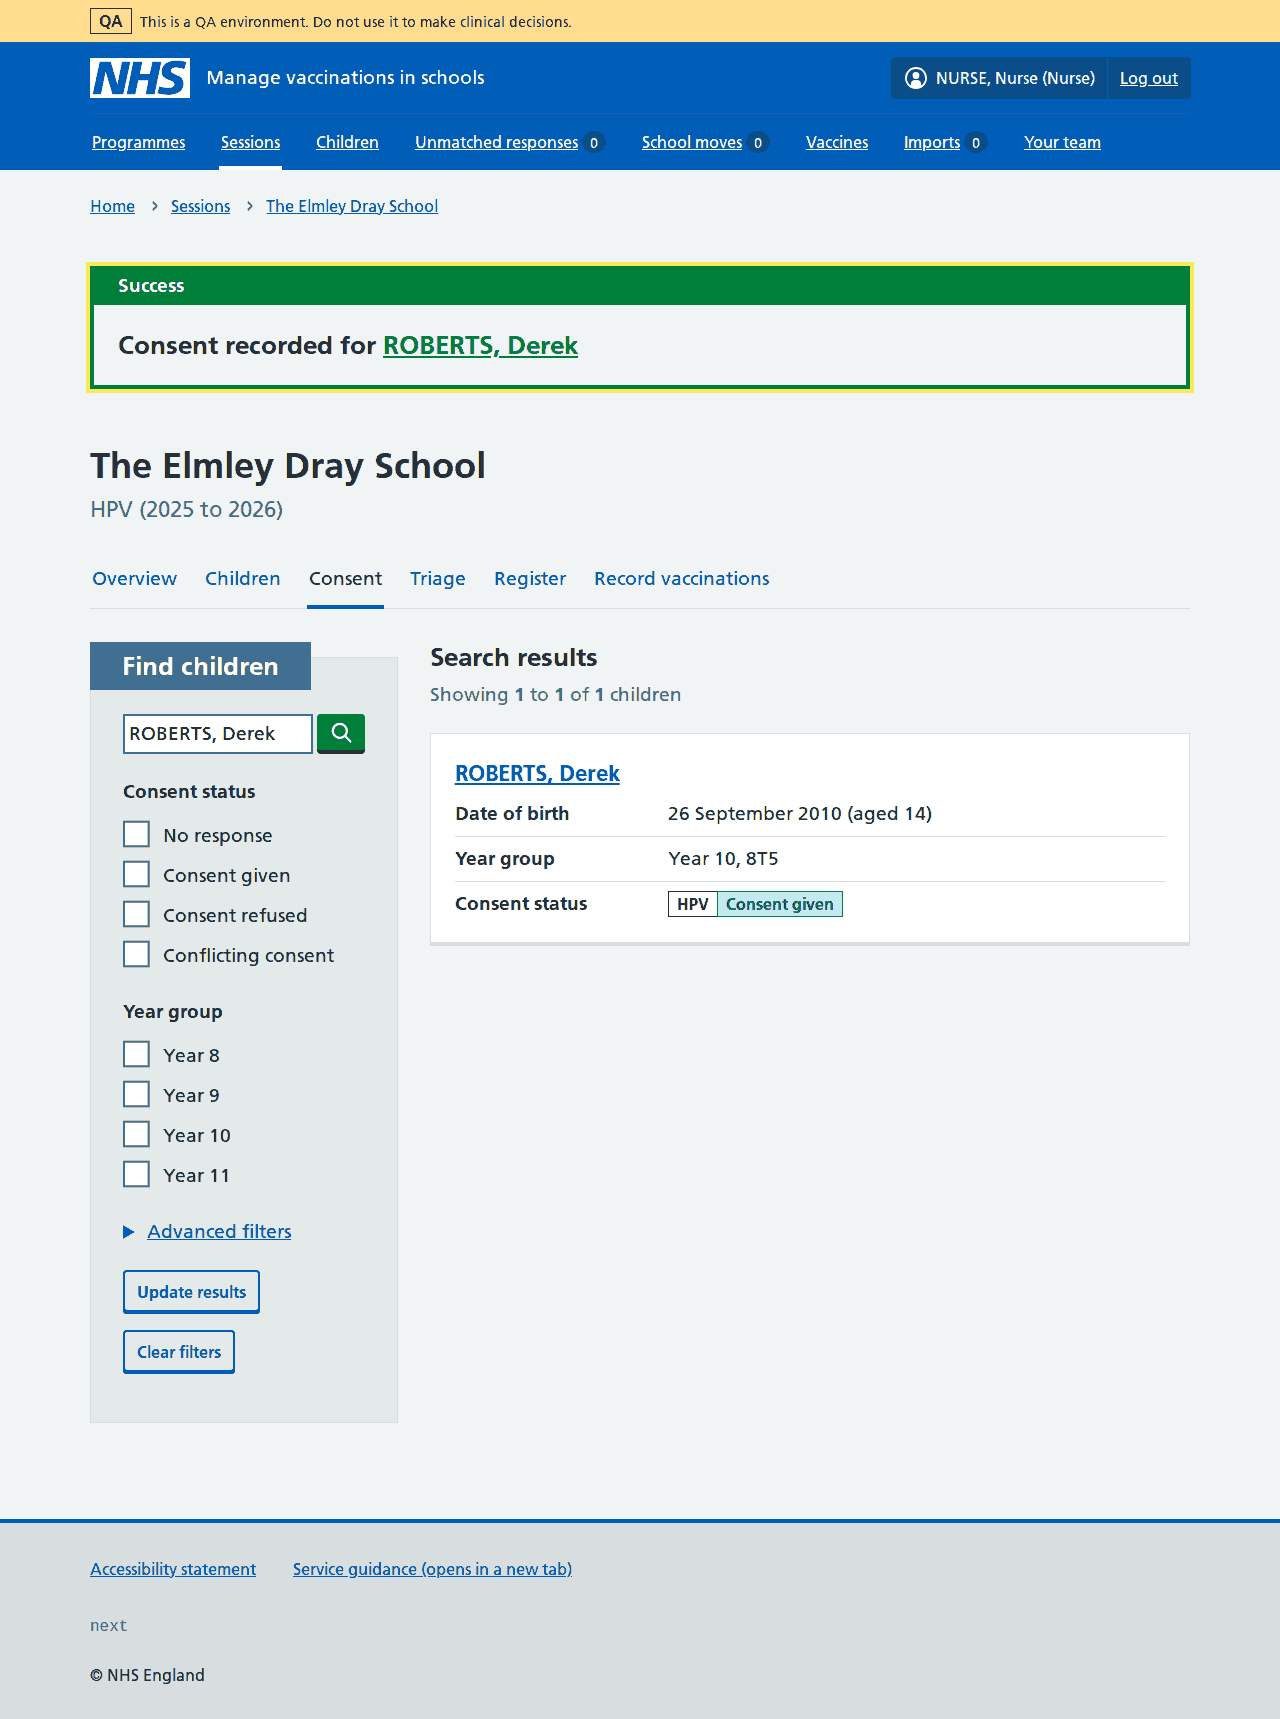 QA This is a QA environment. Do not use it to make clinical decisions.
NHS Manage vaccinations in schools NURSE, Nurse (Nurse) Log out
Programmes Sessions Children Unmatched responses 0 School moves 0 Vaccines Imports 0 Your team
Home Sessions The Elmley Dray School
Success
Consent recorded for ROBERTS, Derek
The Elmley Dray School
HPV (2025 to 2026)
Overview Children Consent Triage Register Record vaccinations
Find children
ROBERTS, Derek
Consent status
No response
Consent given
Consent refused
Conflicting consent
Year group
Year 8
Year 9
Year 10
Year 11
Advanced filters
Update results
Clear filters
Search results
Showing 1 to 1 of 1 children
ROBERTS, Derek
Date of birth 26 September 2010 (aged 14)
Year group Year 10, 8T5
Consent status HPV Consent given
Accessibility statement Service guidance (opens in a new tab)
next
© NHS England